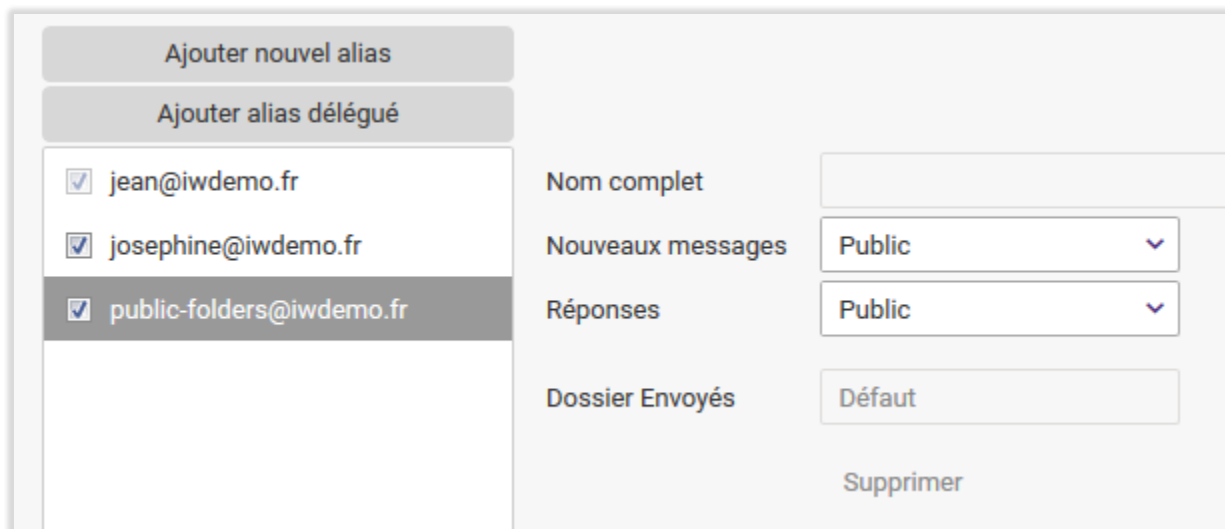 Ajouter nouvel alias
Ajouter alias délégué
jean@iwdemo.fr
josephine@iwdemo.fr
public-folders@iwdemo.fr
Nom complet
Nouveaux messages Public
Réponses Public
Dossier Envoyés Défaut
Supprimer